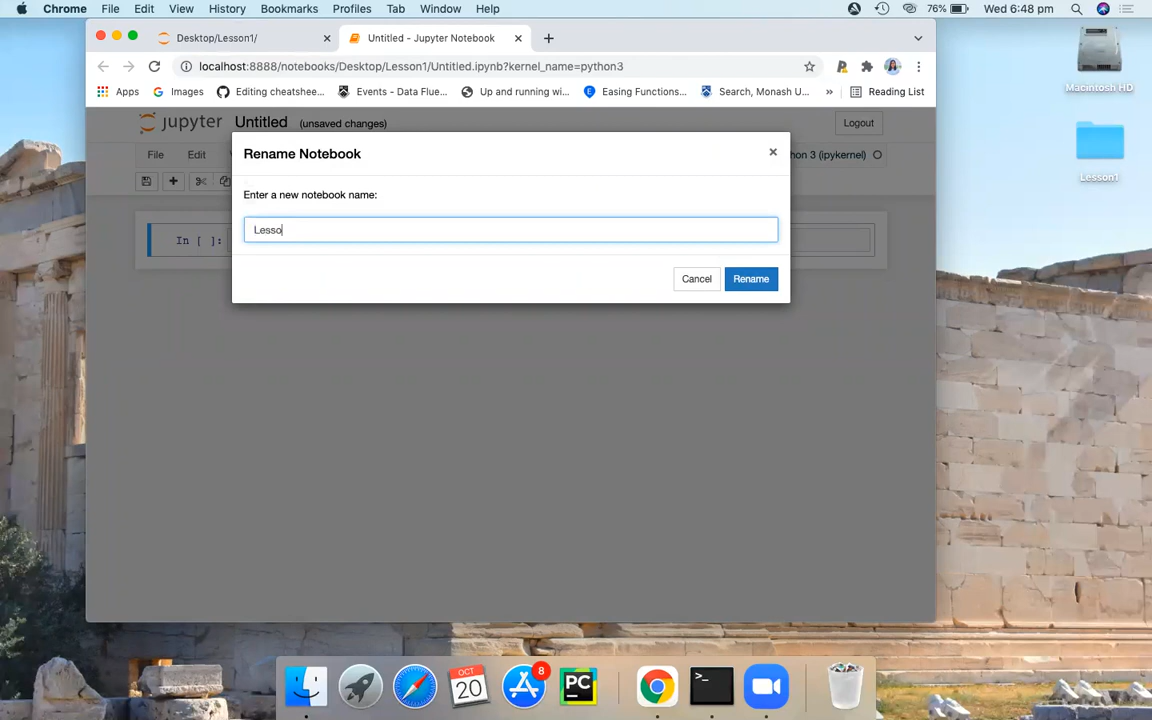 Chrome File Edit View History Bookmarks Profiles Tab Window Help 76% Wed 6:48 pm
Desktop/Lesson1/ Untitled - Jupyter Notebook
localhost:8888/notebooks/Desktop/Lesson1/Untitled.ipynb?kernel_name=python3
Apps Images Editing cheatshee... Events - Data Flue... Up and running wi... Easing Functions... Search, Monash U... » Reading List
Macintosh HD
jupyter Untitled (unsaved changes) Logout
Rename Notebook
File Edit hon 3 (ipykernel)
Lesson1
Enter a new notebook name:
Lesso
In [ ]:
Cancel Rename
8
OCT
20
PC
>_